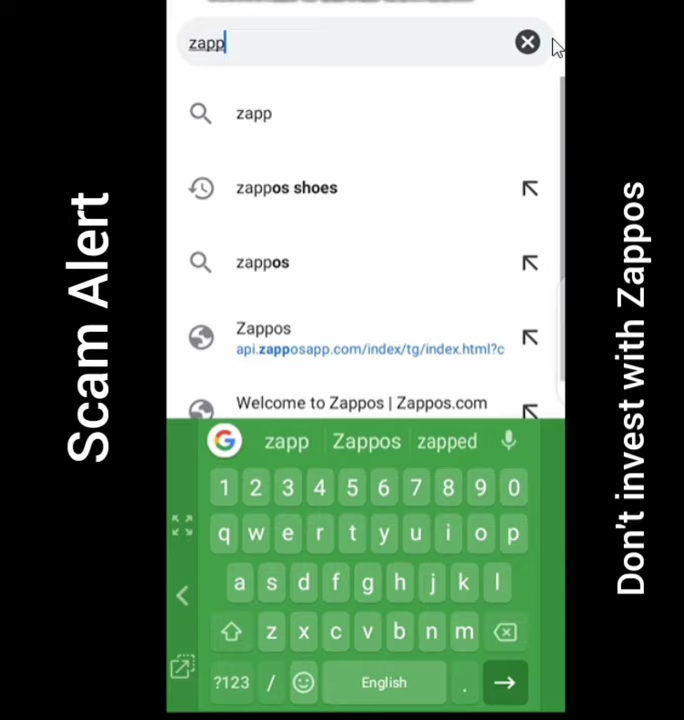 Scam Alert
zapp
zapp
zappos shoes
zappos
Zappos
api.zapposapp.com/index/tg/index.html?c
Welcome to Zappos | Zappos.com
zapp Zappos zapped
1 2 3 4 5 6 7 8 9 0
q w e r t y u i o p
a s d f g h j k l
z x c v b n m
?123 / English .
Don't invest with Zappos